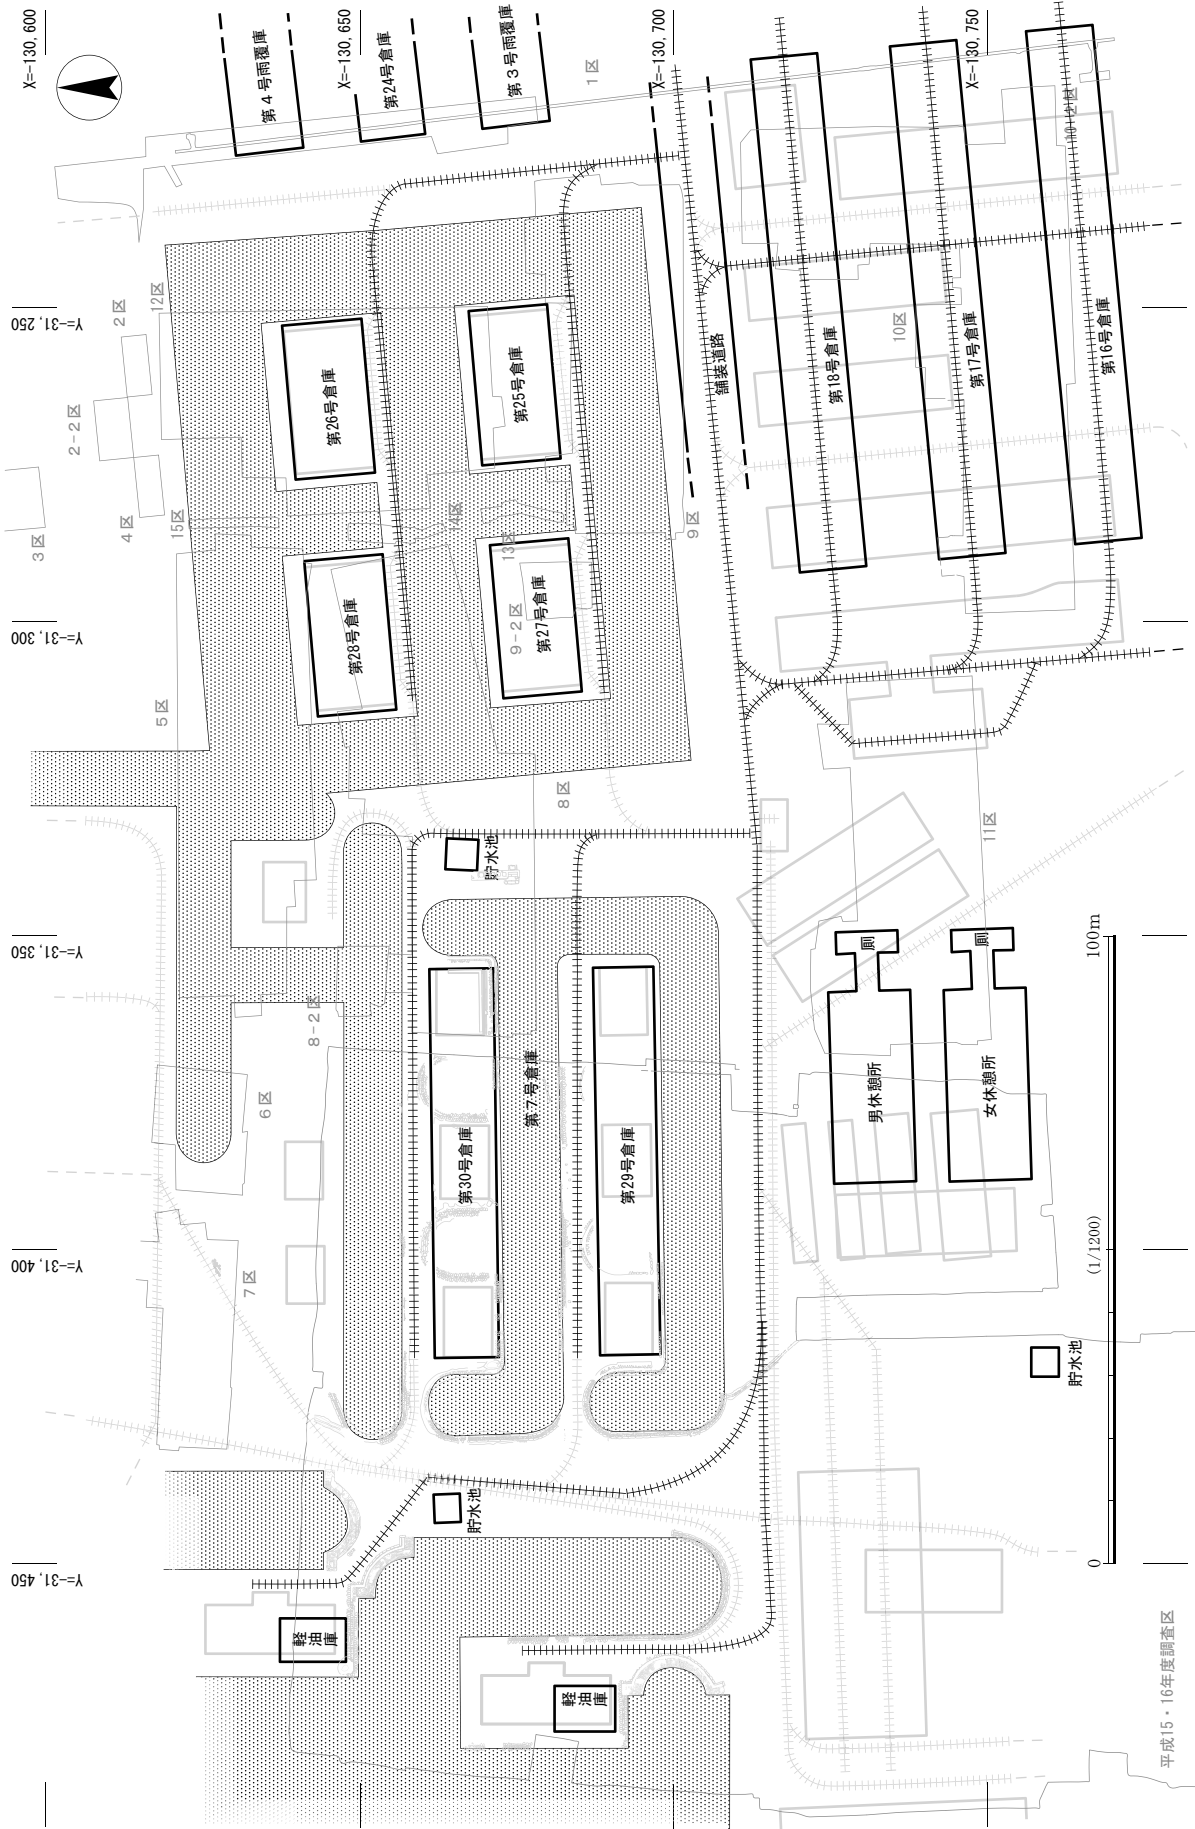 X=-130,600
X=-130,650
X=-130,700
X=-130,750
第４号雨覆庫
第24号倉庫
第３号雨覆庫
１区
10-2区
２区
12区
Y=-31,250
2-2区
第26号倉庫
第25号倉庫
舗装道路
第18号倉庫
10区
第17号倉庫
第16号倉庫
３区
４区
15区
14区
13区
９区
Y=-31,300
第28号倉庫
9-2区
第27号倉庫
５区
８区
11区
貯水池
Y=-31,350
8-2区
厠
厠
100m
６区
第７号倉庫
第30号倉庫
第29号倉庫
男休憩所
女休憩所
７区
Y=-31,400
(1/1200)
貯水池
貯水池
Y=-31,450
0
軽油庫
軽油庫
平成15・16年度調査区